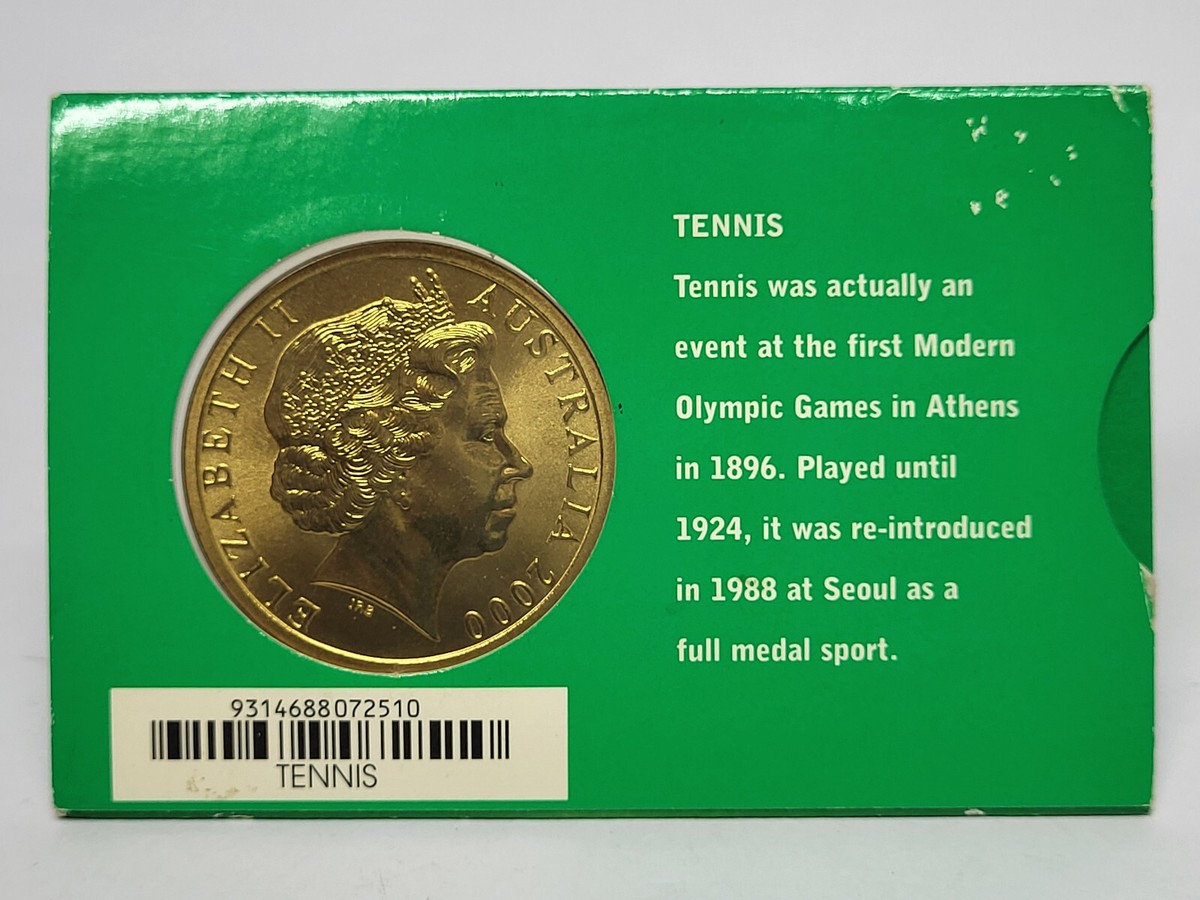 ELIZABETH II AUSTRALIA 2000
IRB
TENNIS
Tennis was actually an
event at the first Modern
Olympic Games in Athens
in 1896. Played until
1924, it was re-introduced
in 1988 at Seoul as a
full medal sport.
9314688072510
TENNIS